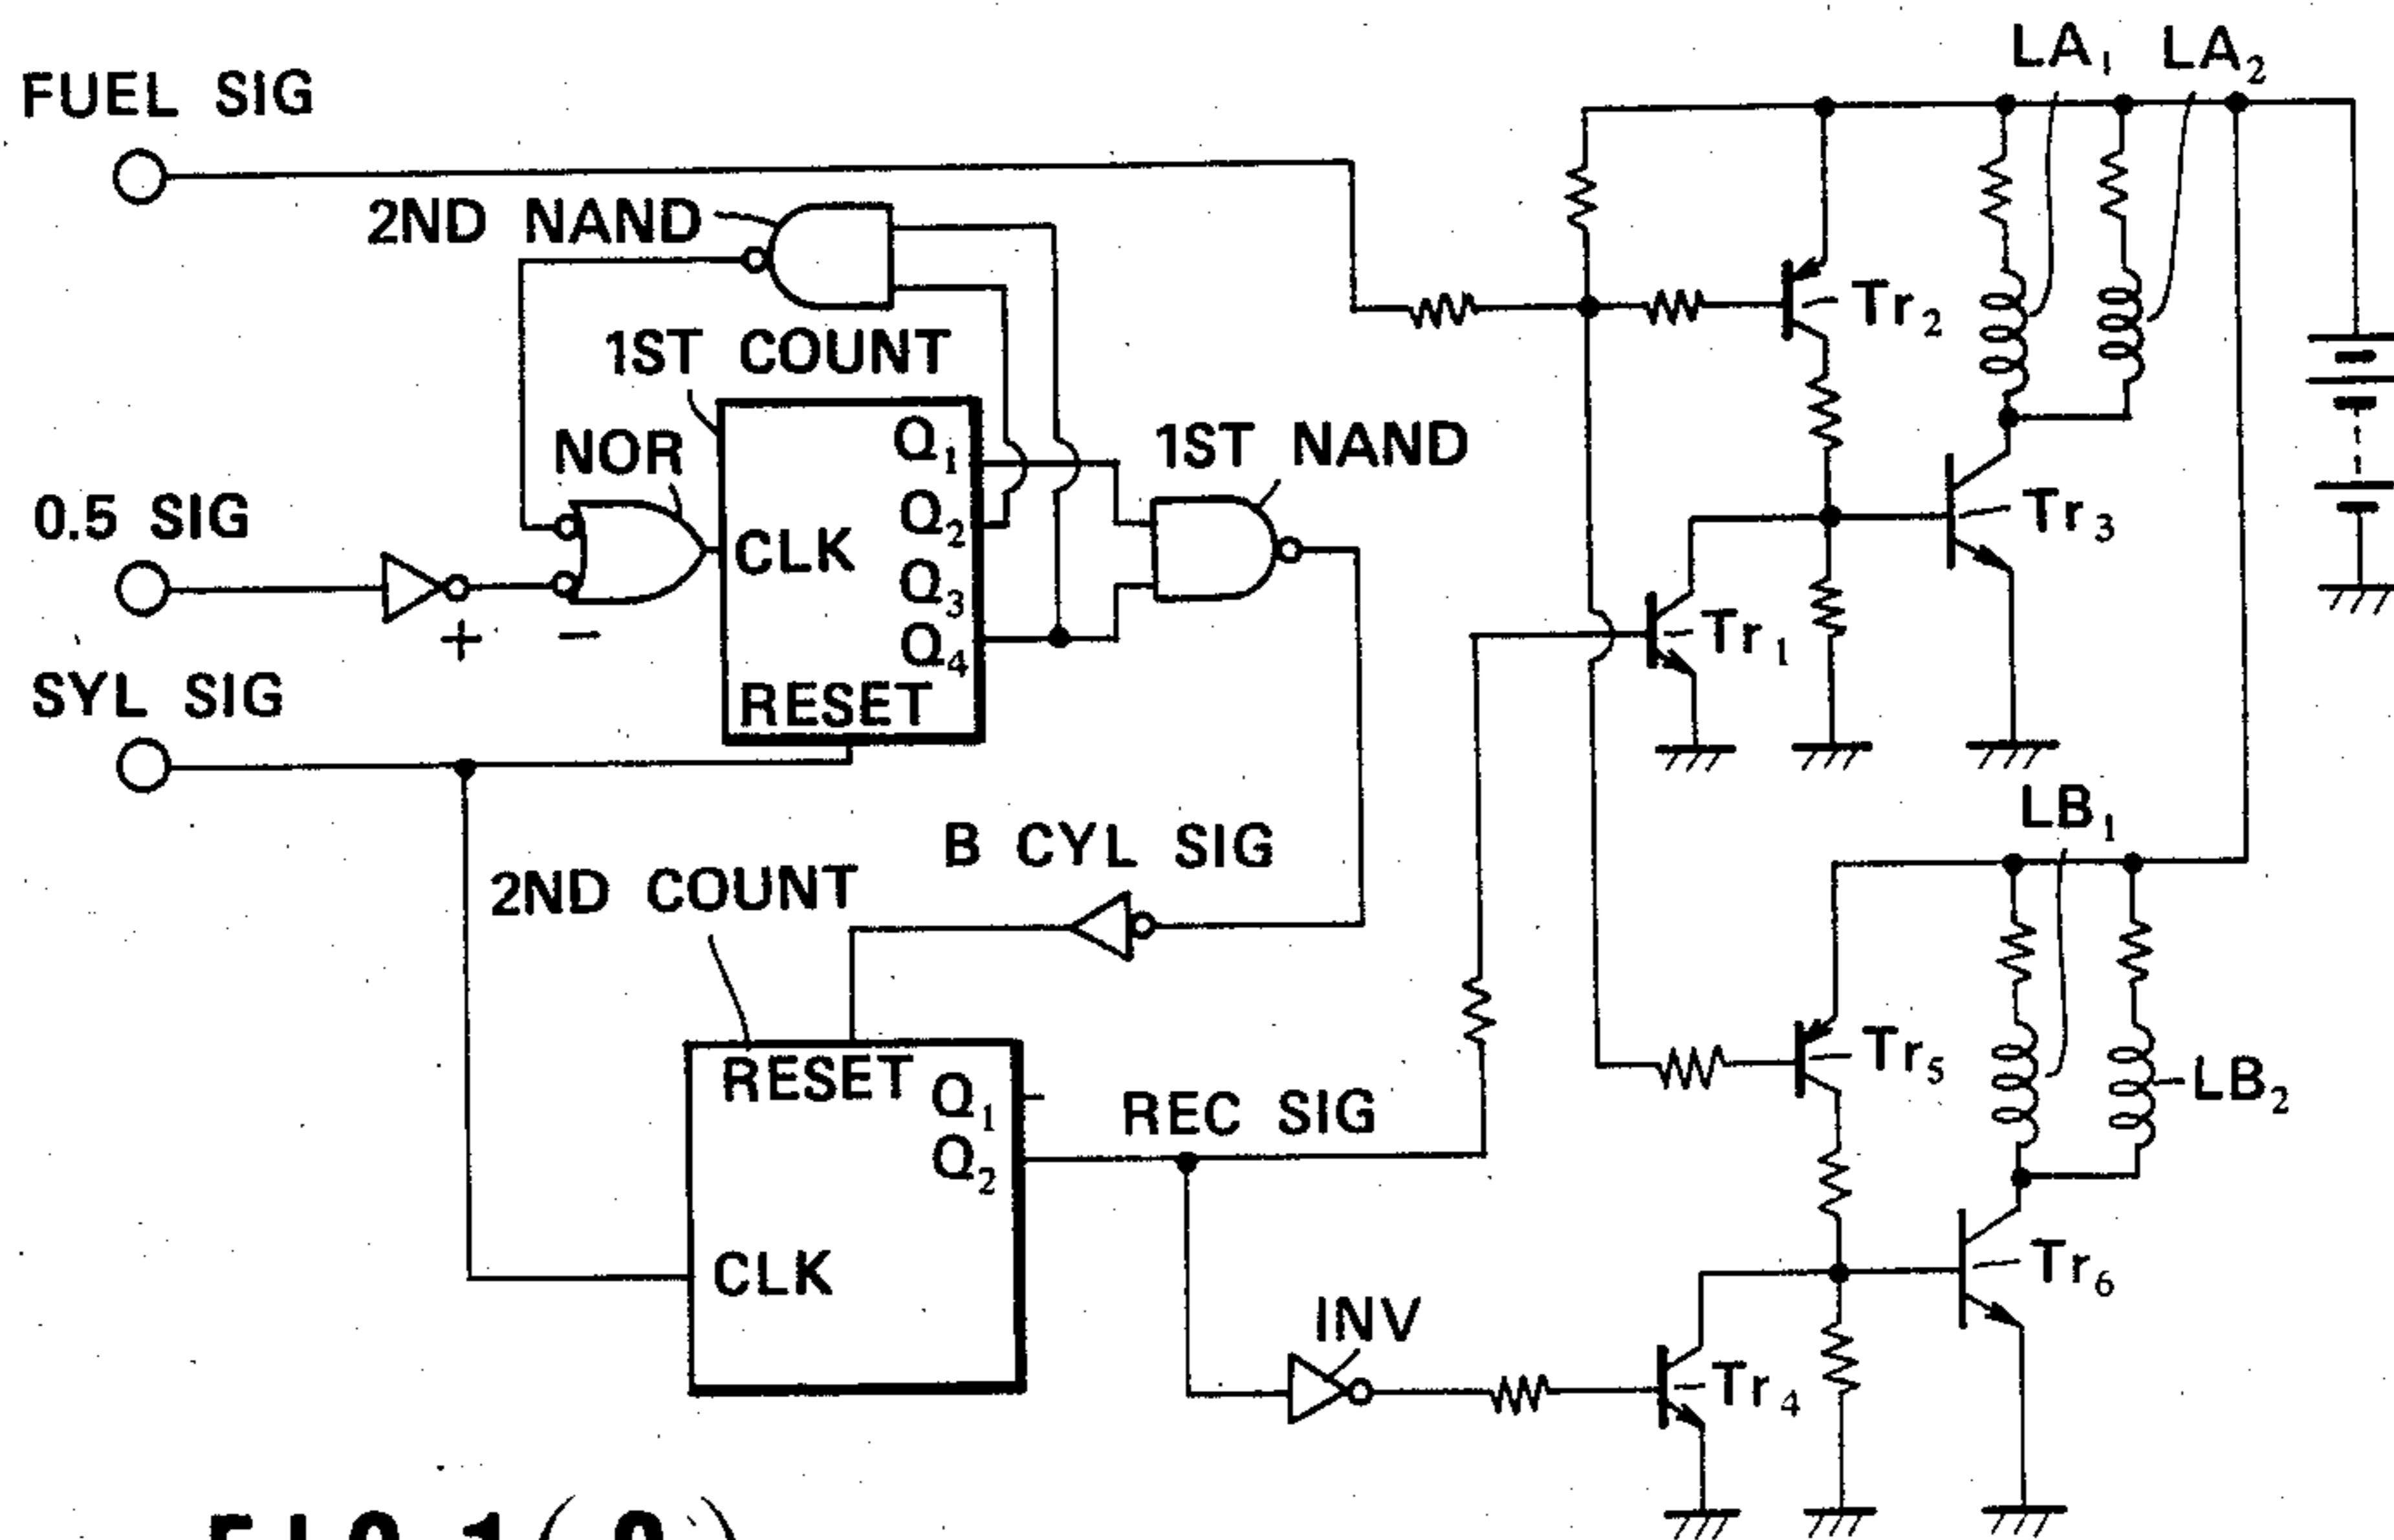 LA₁ LA₂
FUEL SIG
2ND NAND
Tr₂
1ST COUNT
NOR
Q₁
1ST NAND
0.5 SIG
Q₂
CLK
Tr₃
Q₃
+ −
Tr₁
Q₄
SYL SIG
RESET
LB₁
B CYL SIG
2ND COUNT
RESET
Q₁
Tr₅
LB₂
REC SIG
Q₂
CLK
Tr₆
INV
Tr₄